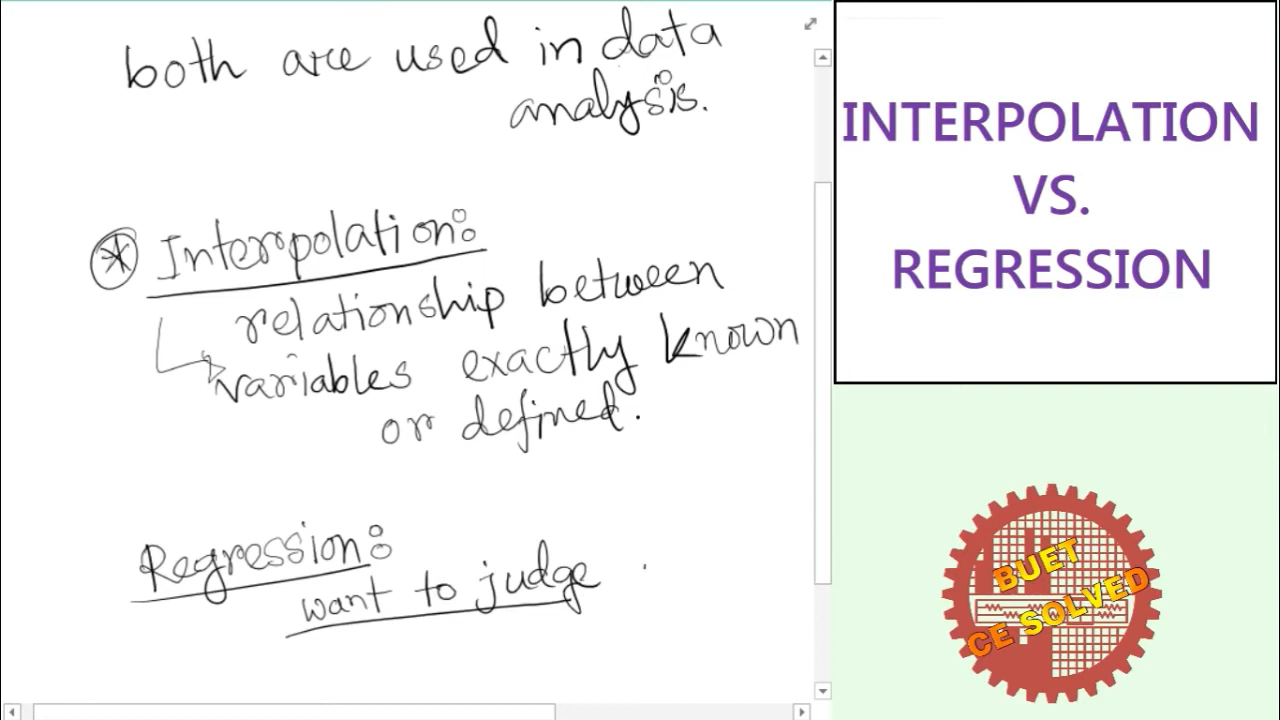 both are used in data
analysis.
* Interpolation:
relationship between
variables exactly known
or defined.
Regression:
want to judge
INTERPOLATION
VS.
REGRESSION
BUET
CE SOLVED